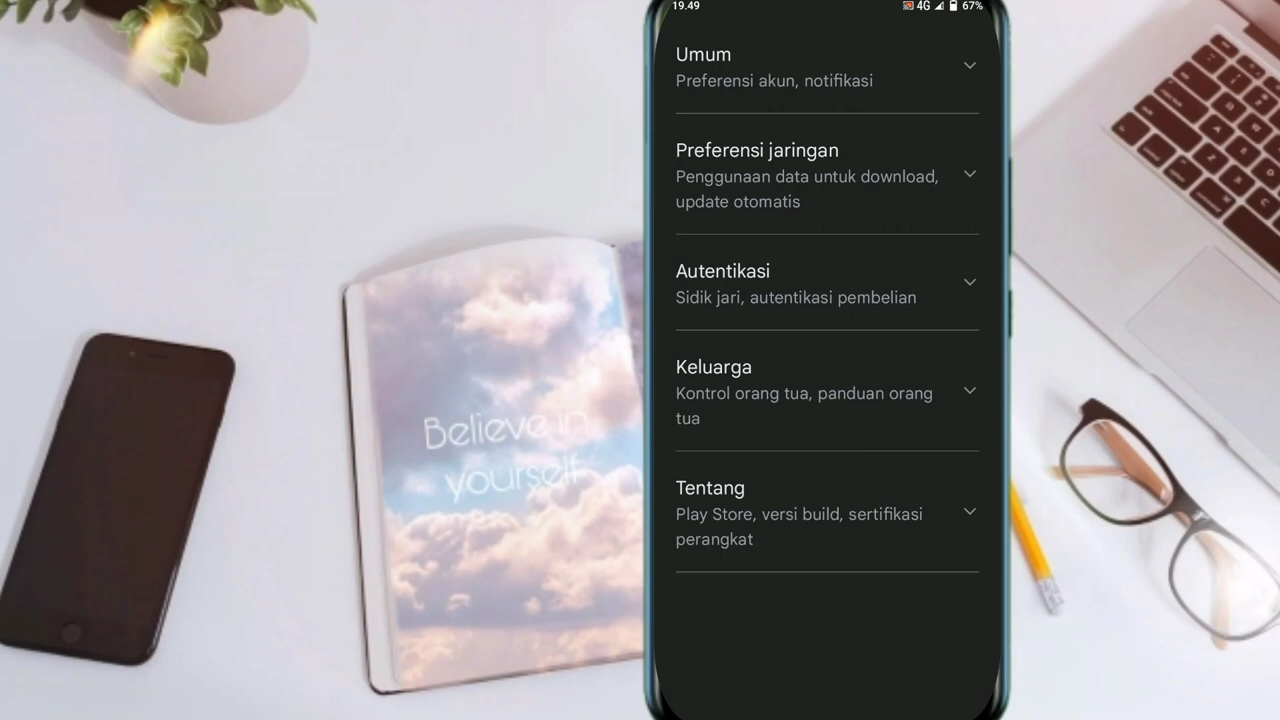 19.49
4G
67%
Umum
Preferensi akun, notifikasi
Preferensi jaringan
Penggunaan data untuk download,
update otomatis
Autentikasi
Sidik jari, autentikasi pembelian
Keluarga
Kontrol orang tua, panduan orang
tua
Tentang
Play Store, versi build, sertifikasi
perangkat
Believe in
yourself